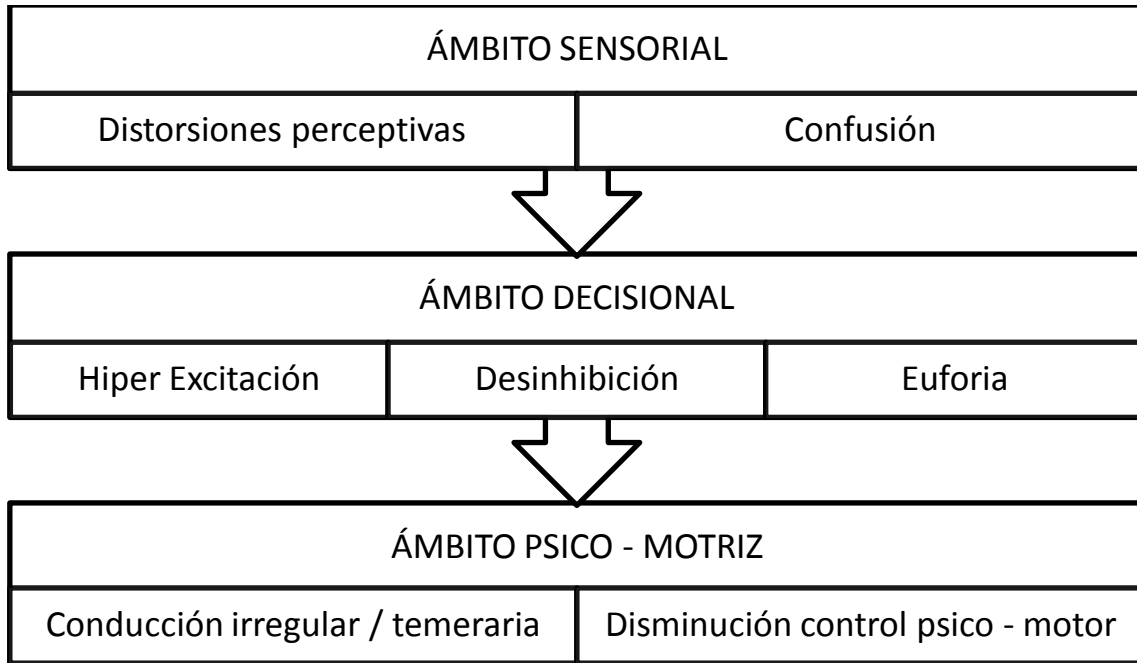 ÁMBITO SENSORIAL
Distorsiones perceptivas
Confusión
ÁMBITO DECISIONAL
Hiper Excitación
Desinhibición
Euforia
ÁMBITO PSICO - MOTRIZ
Conducción irregular / temeraria
Disminución control psico - motor